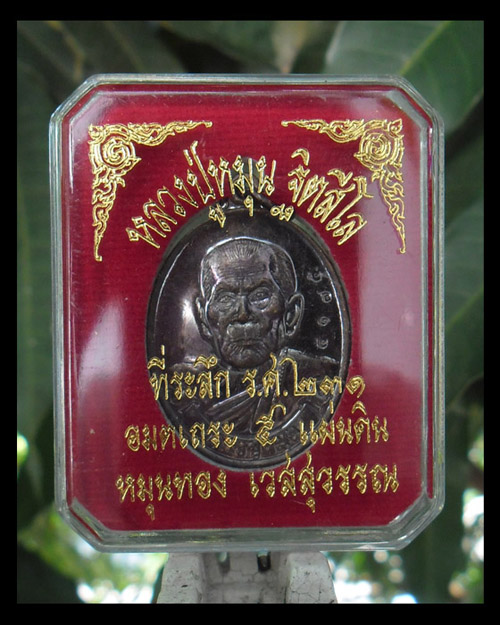 หลวงปู่หมุน ฐิตสีโล
ที่ระลึก ร.ศ.๒๓๑
อมตเถระ ๕ แผ่นดิน
หมุนทอง เวสสุวรรณ